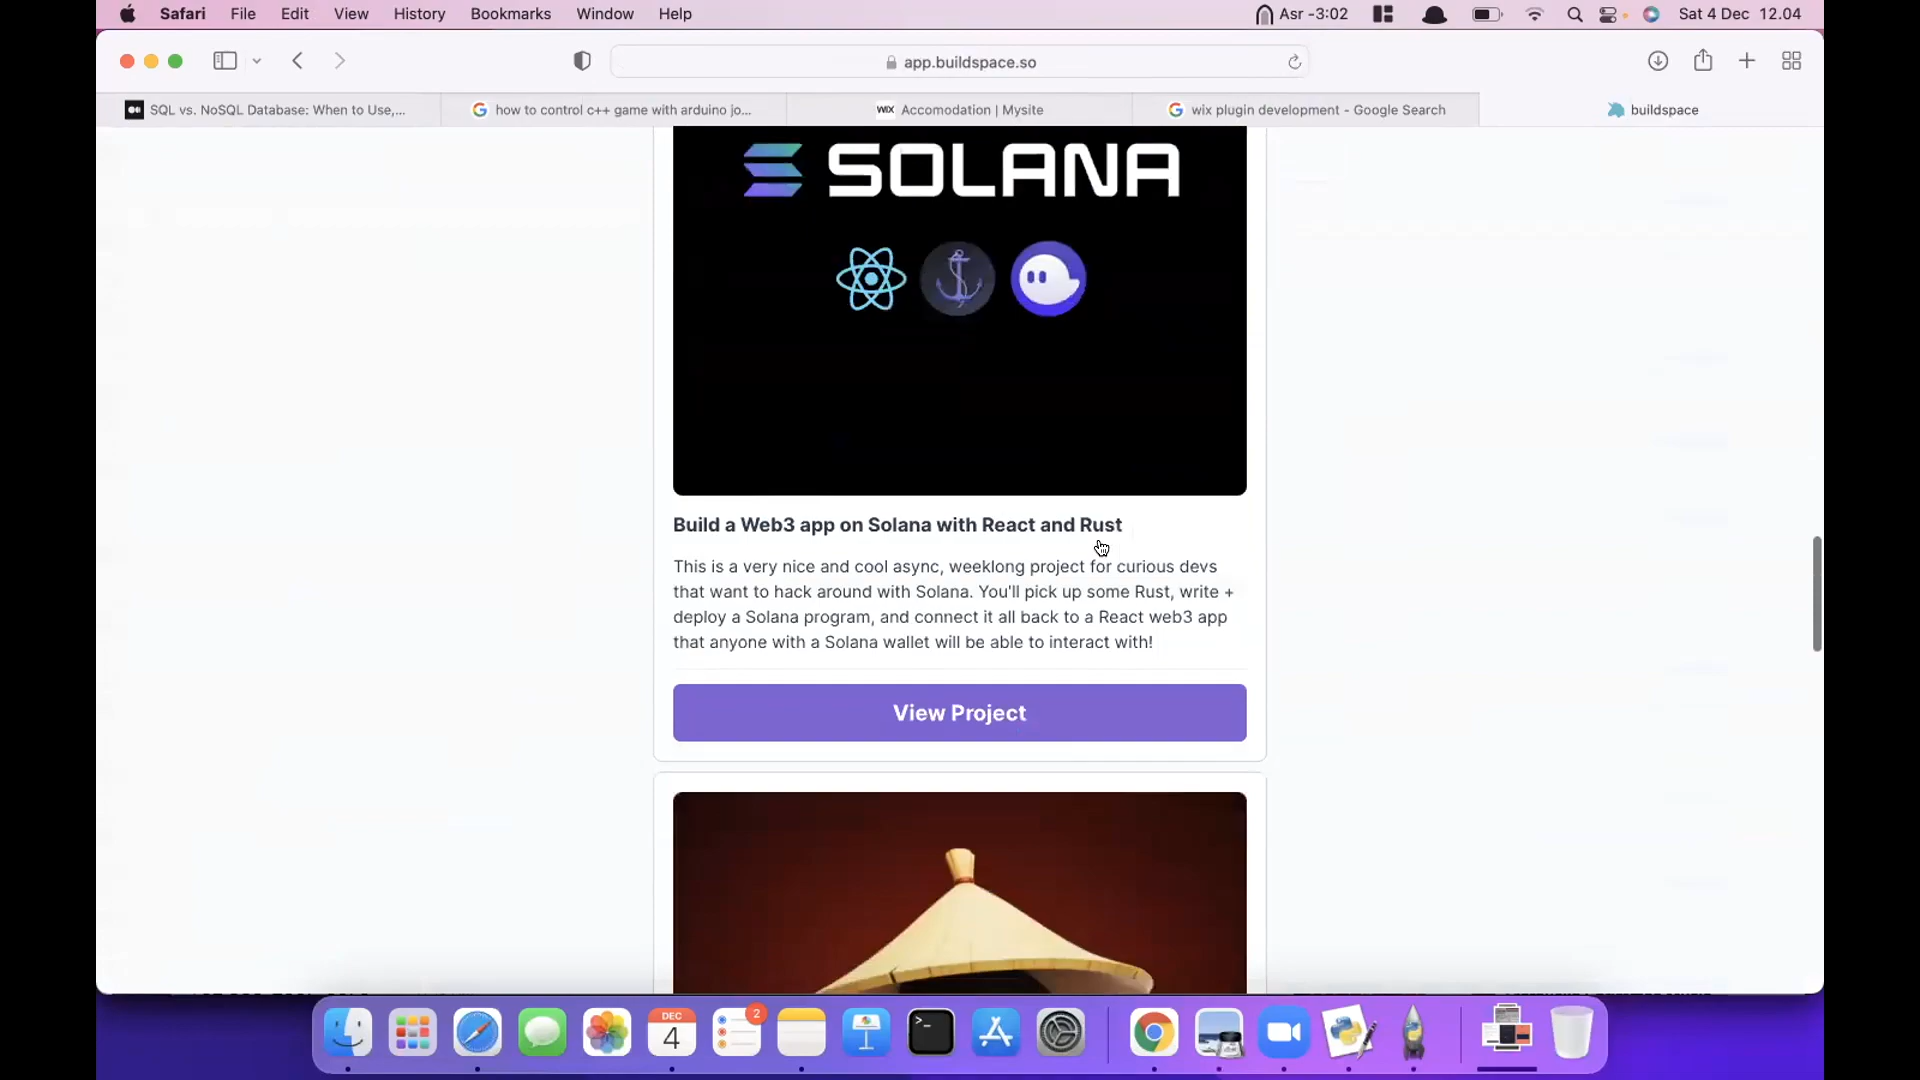 Safari File Edit View History Bookmarks Window Help Asr -3:02 Sat 4 Dec 12.04
app.buildspace.so
SQL vs. NoSQL Database: When to Use,... how to control c++ game with arduino jo... WIX Accomodation | Mysite wix plugin development - Google Search buildspace
SOLANA
Build a Web3 app on Solana with React and Rust
This is a very nice and cool async, weeklong project for curious devs
that want to hack around with Solana. You'll pick up some Rust, write +
deploy a Solana program, and connect it all back to a React web3 app
that anyone with a Solana wallet will be able to interact with!
View Project
DEC
4
2